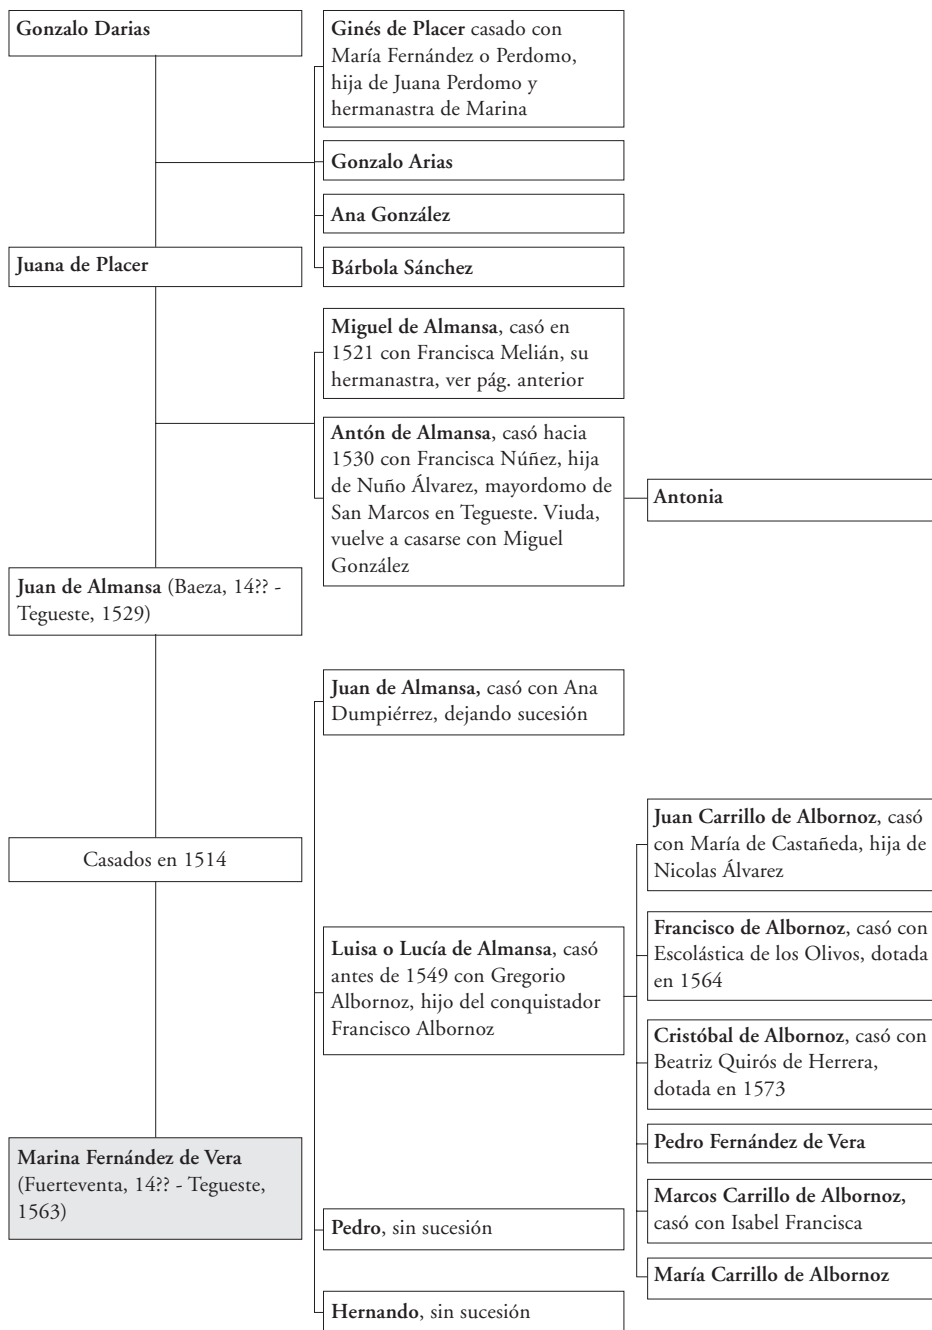 Gonzalo Darias
Ginés de Placer casado con
María Fernández o Perdomo,
hija de Juana Perdomo y
hermanastra de Marina
Gonzalo Arias
Ana González
Juana de Placer
Bárbola Sánchez
Miguel de Almansa, casó en
1521 con Francisca Melián, su
hermanastra, ver pág. anterior
Antón de Almansa, casó hacia
1530 con Francisca Núñez, hija
de Nuño Álvarez, mayordomo de
San Marcos en Tegueste. Viuda,
vuelve a casarse con Miguel
González
Antonia
Juan de Almansa (Baeza, 14?? -
Tegueste, 1529)
Juan de Almansa, casó con Ana
Dumpiérrez, dejando sucesión
Casados en 1514
Luisa o Lucía de Almansa, casó
antes de 1549 con Gregorio
Albornoz, hijo del conquistador
Francisco Albornoz
Juan Carrillo de Albornoz, casó
con María de Castañeda, hija de
Nicolas Álvarez
Francisco de Albornoz, casó con
Escolástica de los Olivos, dotada
en 1564
Cristóbal de Albornoz, casó con
Beatriz Quirós de Herrera,
dotada en 1573
Pedro Fernández de Vera
Marcos Carrillo de Albornoz,
casó con Isabel Francisca
María Carrillo de Albornoz
Marina Fernández de Vera
(Fuerteventa, 14?? - Tegueste,
1563)
Pedro, sin sucesión
Hernando, sin sucesión